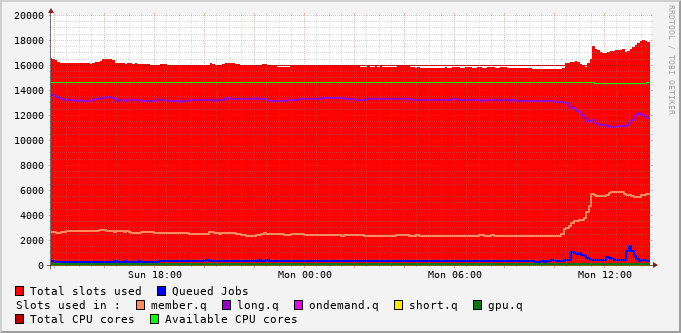 20000
18000
16000
14000
12000
10000
8000
6000
4000
2000
0
Sun 18:00 Mon 00:00 Mon 06:00 Mon 12:00
RRDTOOL / TOBI OETIKER
Total slots used Queued Jobs
Slots used in : member.q long.q ondemand.q short.q gpu.q
Total CPU cores Available CPU cores